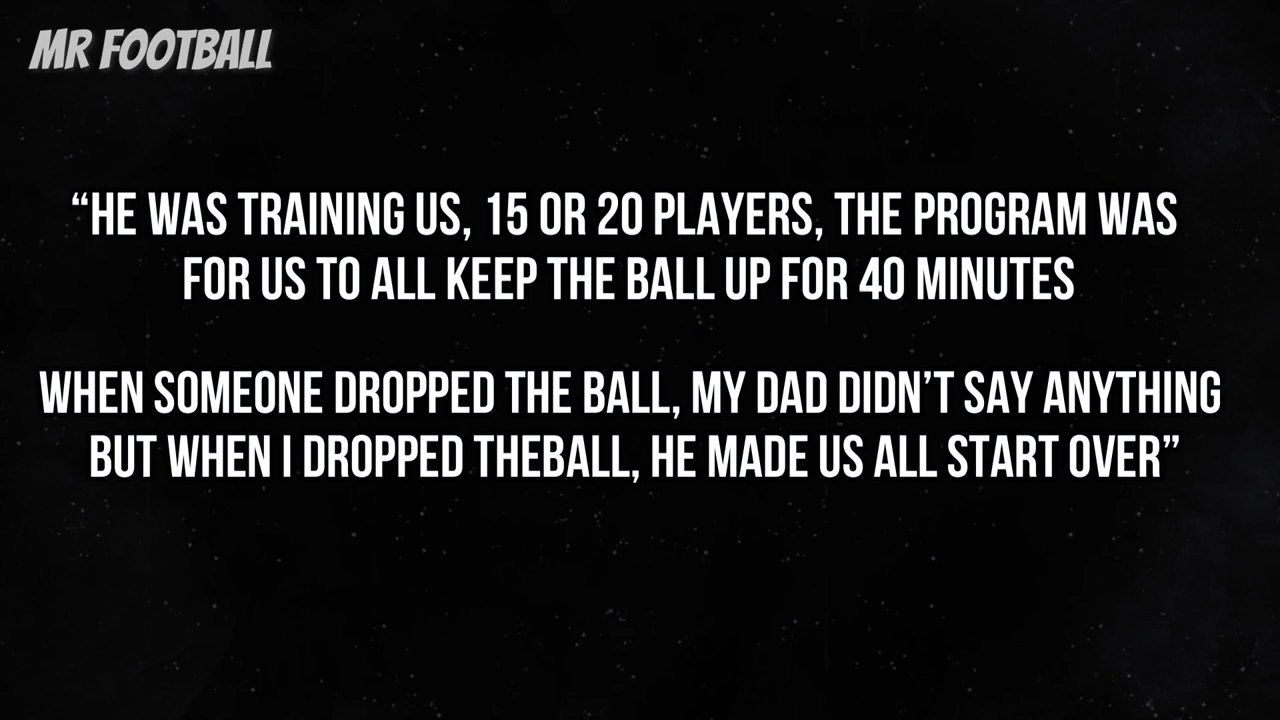 MR FOOTBALL
“HE WAS TRAINING US, 15 OR 20 PLAYERS, THE PROGRAM WAS
FOR US TO ALL KEEP THE BALL UP FOR 40 MINUTES
WHEN SOMEONE DROPPED THE BALL, MY DAD DIDN’T SAY ANYTHING
BUT WHEN I DROPPED THEBALL, HE MADE US ALL START OVER”